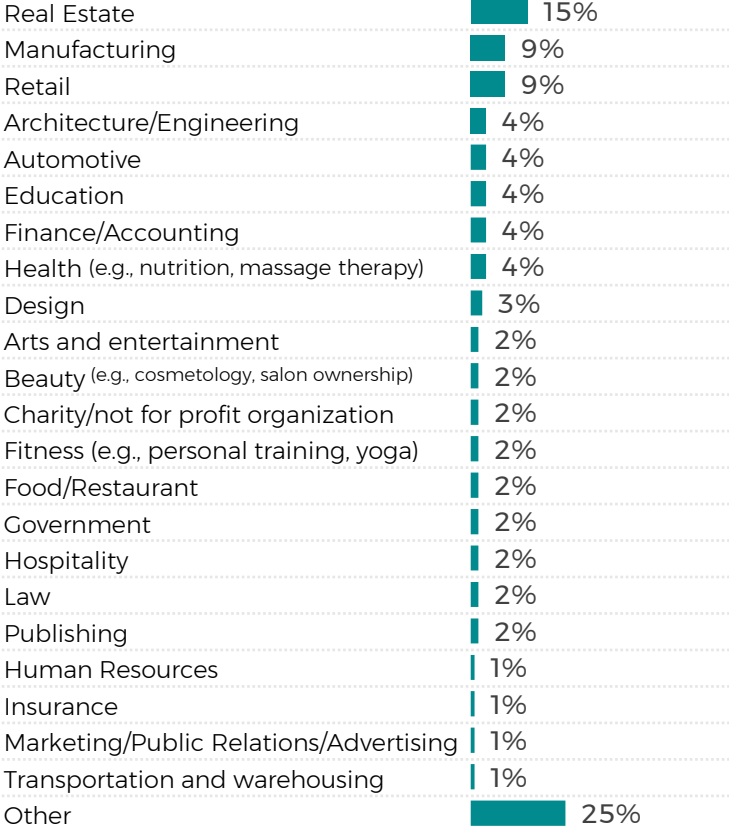 Real Estate 15%
Manufacturing 9%
Retail 9%
Architecture/Engineering 4%
Automotive 4%
Education 4%
Finance/Accounting 4%
Health (e.g., nutrition, massage therapy) 4%
Design 3%
Arts and entertainment 2%
Beauty (e.g., cosmetology, salon ownership) 2%
Charity/not for profit organization 2%
Fitness (e.g., personal training, yoga) 2%
Food/Restaurant 2%
Government 2%
Hospitality 2%
Law 2%
Publishing 2%
Human Resources 1%
Insurance 1%
Marketing/Public Relations/Advertising 1%
Transportation and warehousing 1%
Other 25%